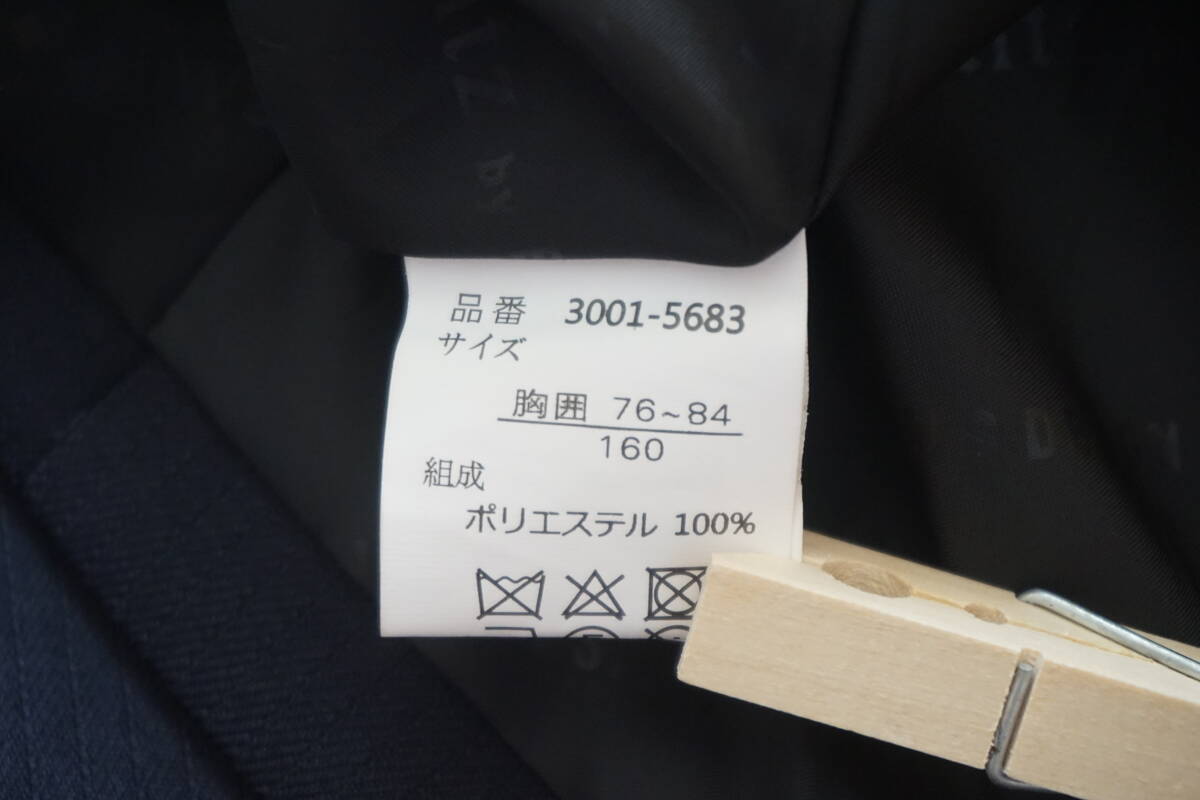 品番 3001-5683
サイズ
胸囲 76~84
160
組成
ポリエステル 100%